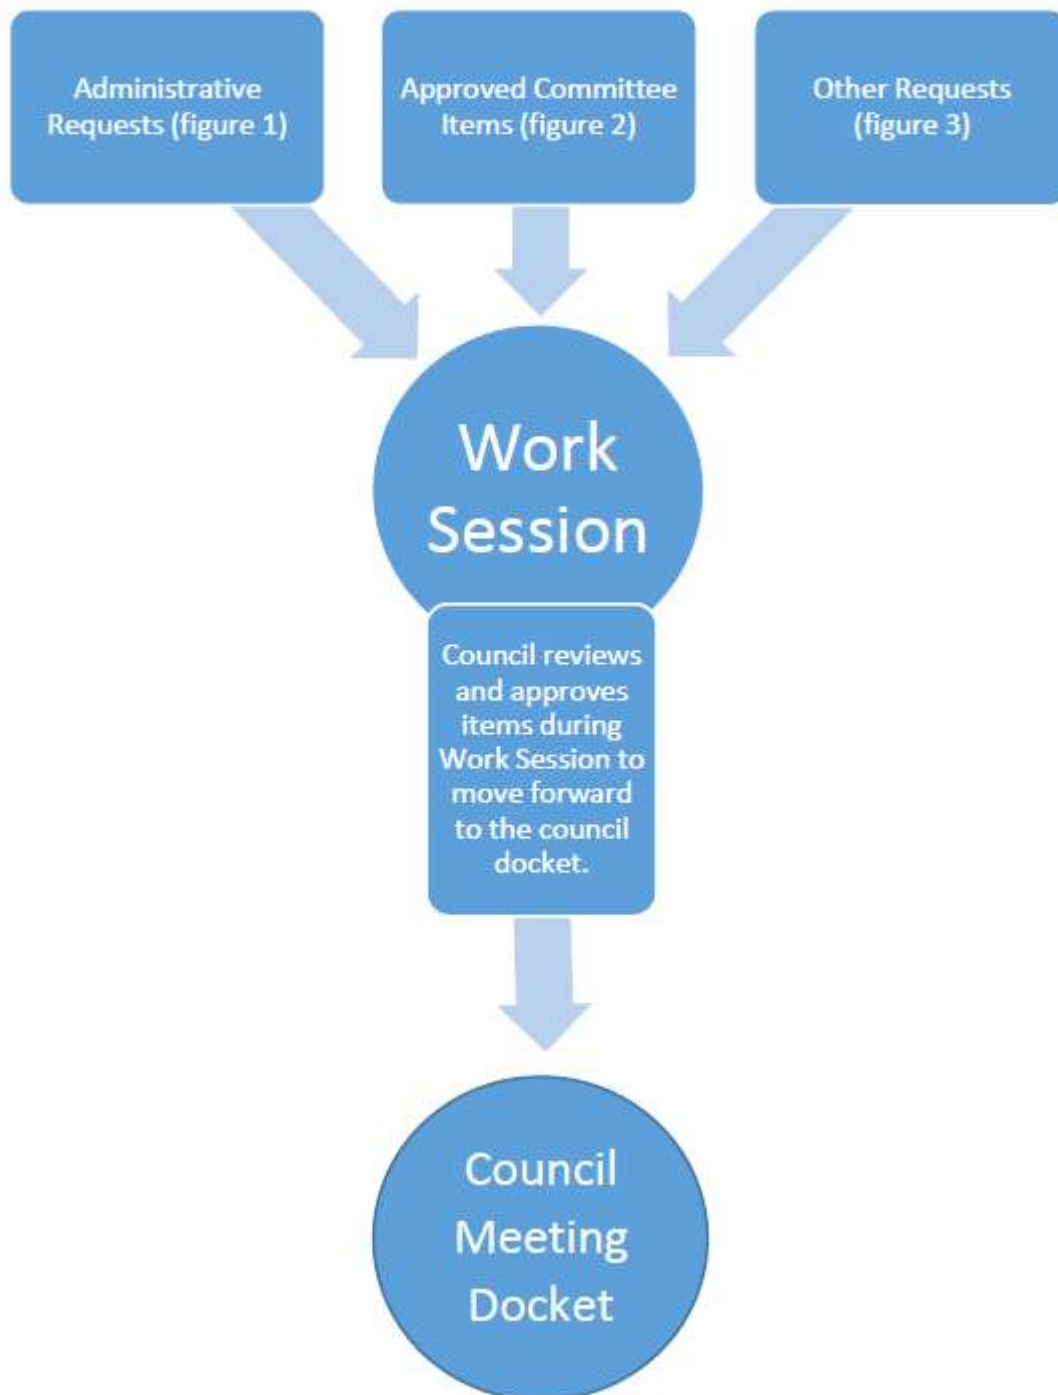 Administrative
Requests (figure 1)
Approved Committee
Items (figure 2)
Other Requests
(figure 3)
Work
Session
Council reviews
and approves
items during
Work Session to
move forward
to the council
docket.
Council
Meeting
Docket